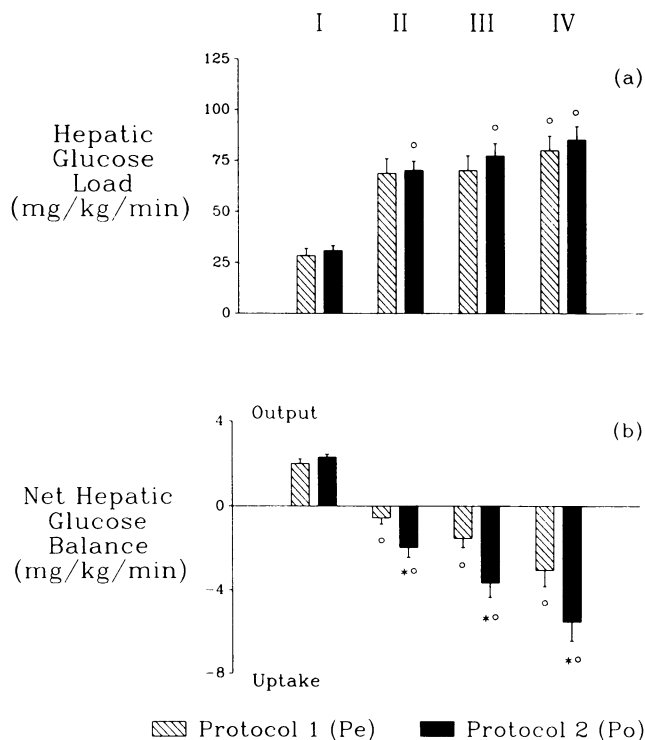 I II III IV
125
(a)
100
Hepatic
Glucose
Load
(mg/kg/min)
75
50
25
0
4
Output
(b)
0
Net Hepatic
Glucose
Balance
(mg/kg/min)
-4
* *
*
-8
Uptake
Protocol 1 (Pe) Protocol 2 (Po)